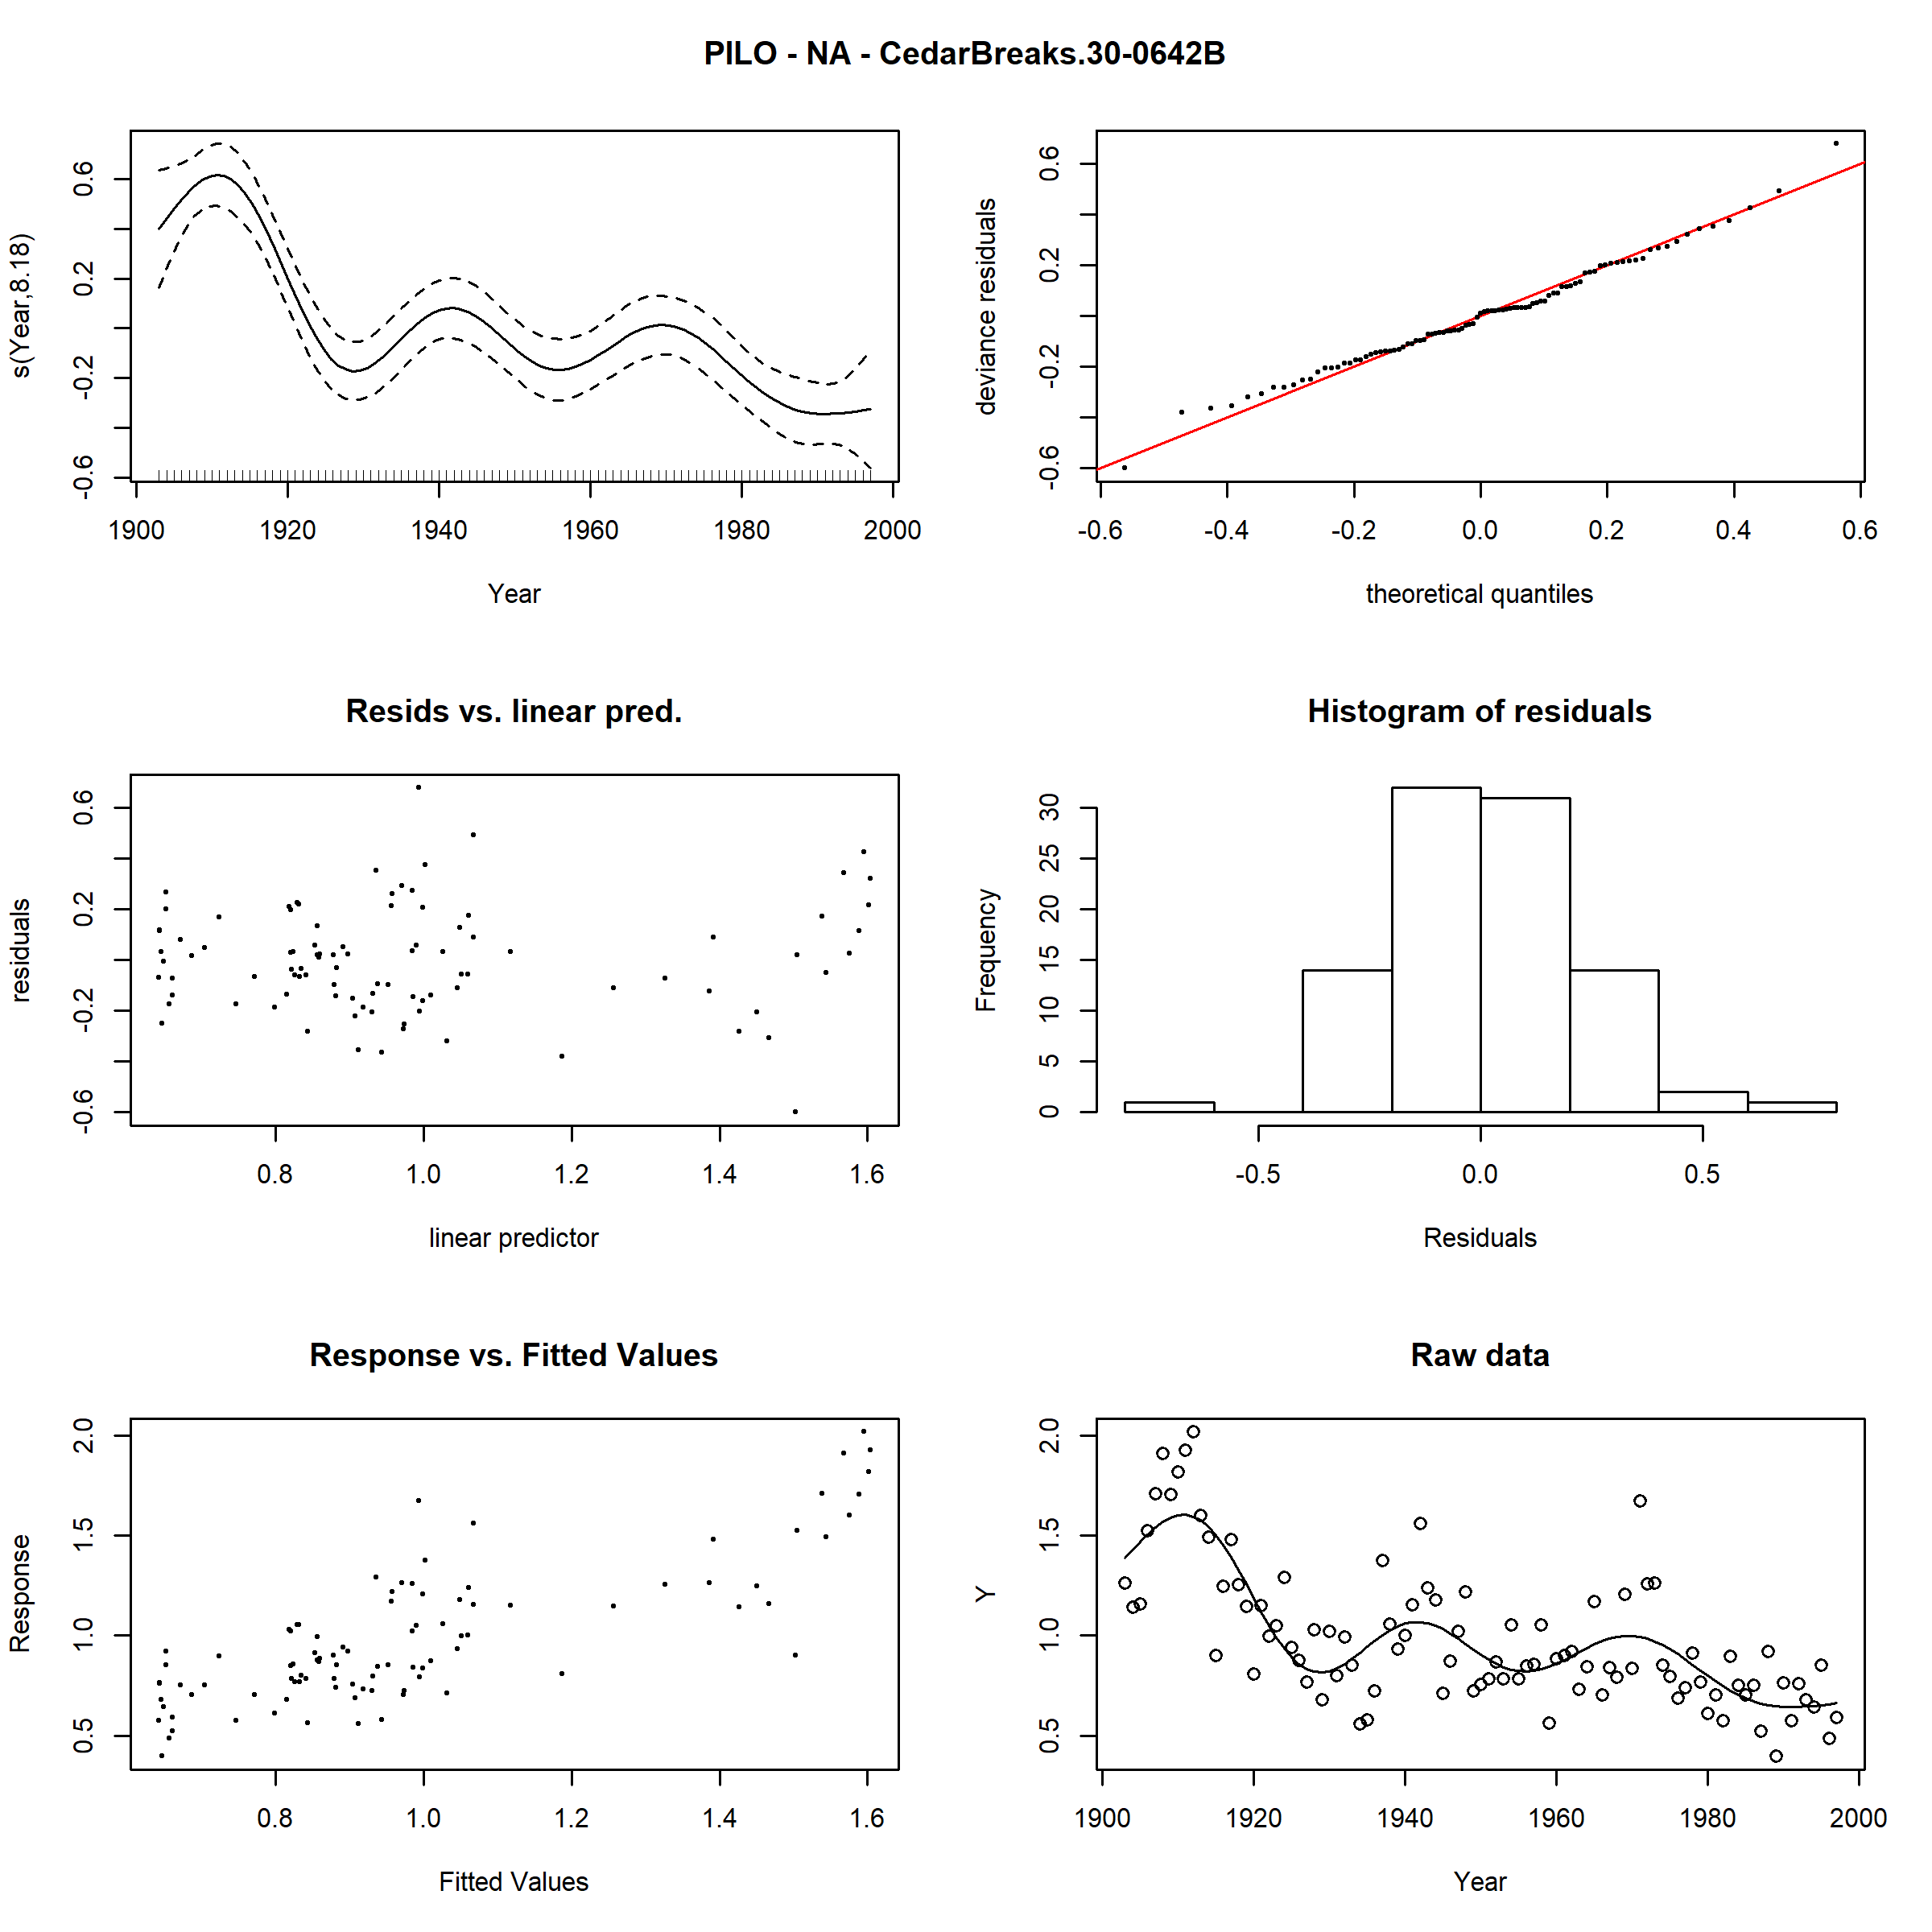 PILO - NA - CedarBreaks.30-0642B
s(Year,8.18)
-0.6 -0.2 0.2 0.6
1900 1920 1940 1960 1980 2000
Year
deviance residuals
-0.6 -0.2 0.2 0.6
-0.6 -0.4 -0.2 0.0 0.2 0.4 0.6
theoretical quantiles
Resids vs. linear pred.
residuals
-0.6 -0.2 0.2 0.6
0.8 1.0 1.2 1.4 1.6
linear predictor
Histogram of residuals
Frequency
0 5 10 15 20 25 30
-0.5 0.0 0.5
Residuals
Response vs. Fitted Values
Response
0.5 1.0 1.5 2.0
0.8 1.0 1.2 1.4 1.6
Fitted Values
Raw data
Y
0.5 1.0 1.5 2.0
1900 1920 1940 1960 1980 2000
Year